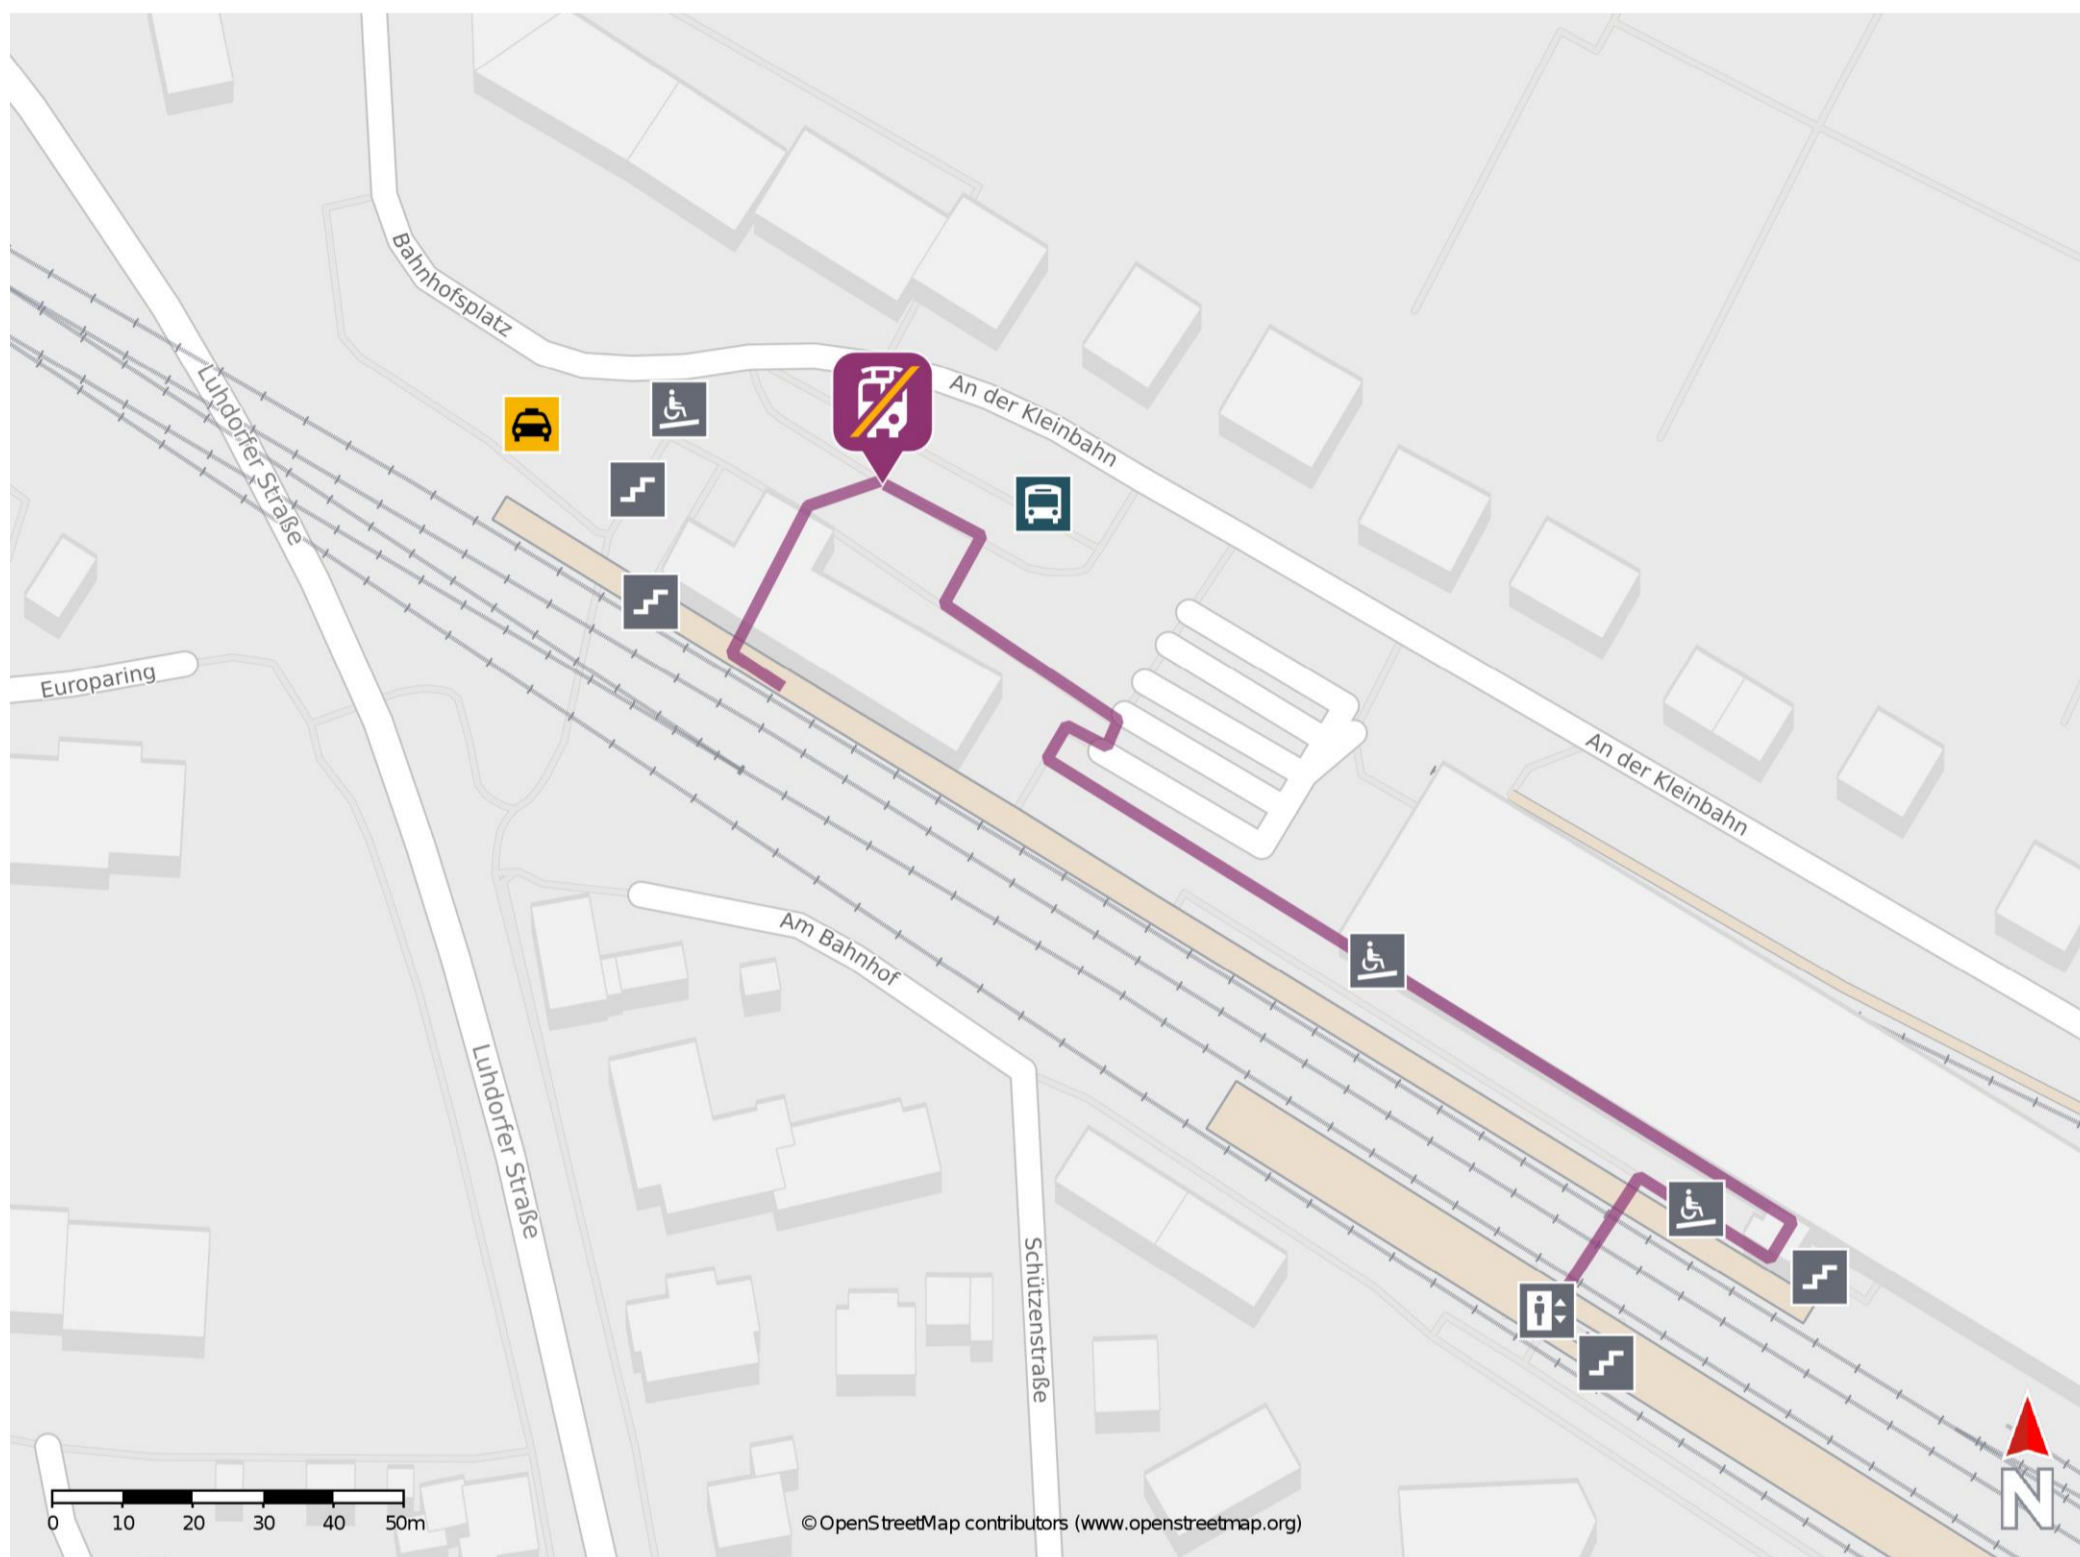 Bahnhofsplatz
An der Kleinbahn
Luhdorfer Straße
Europaring
An der Kleinbahn
Am Bahnhof
Luhdorfer Straße
Schützenstraße
N
0 10 20 30 40 50m
© OpenStreetMap contributors (www.openstreetmap.org)